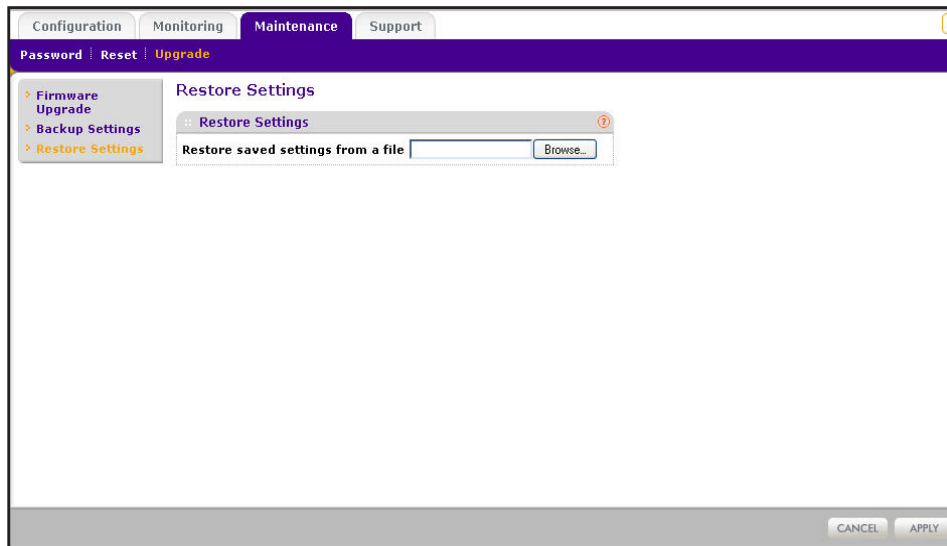 Configuration Monitoring Maintenance Support
Password Reset Upgrade
Firmware
Upgrade
Backup Settings
Restore Settings
Restore Settings
Restore Settings
?
Restore saved settings from a file Browse...
CANCEL APPLY